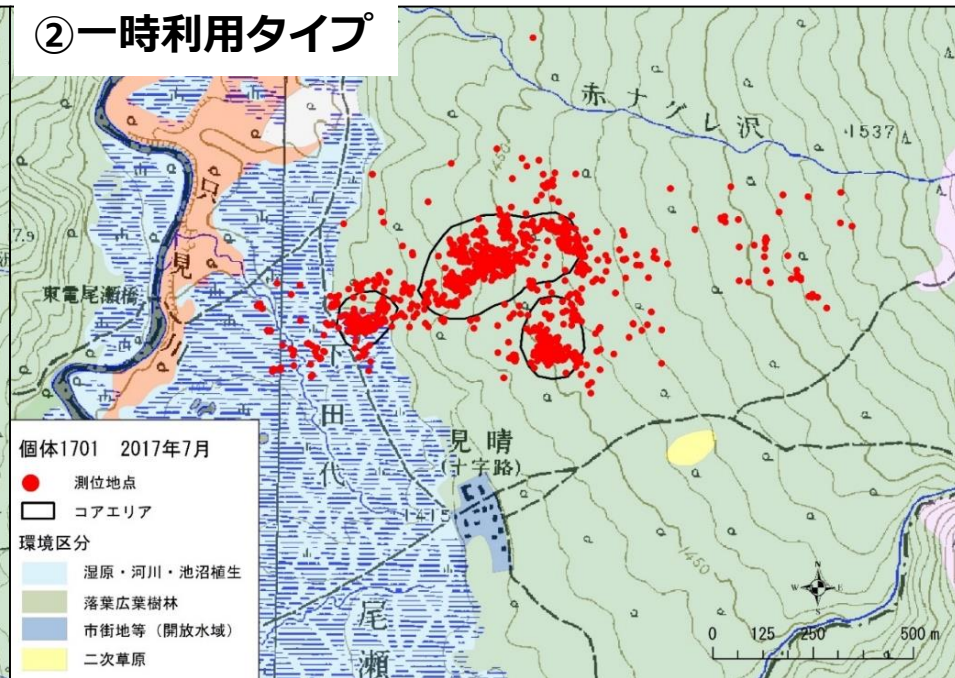 ②一時利用タイプ
赤ナグレ沢
・1537
1450
只見
7.9
東電尾瀬橋
下田代
見晴
(十字路)
1415
1450
尾瀬
個体1701 2017年7月
測位地点
コアエリア
環境区分
湿原・河川・池沼植生
落葉広葉樹林
市街地等（開放水域）
二次草原
N
W E
S
0 125 250 500 m